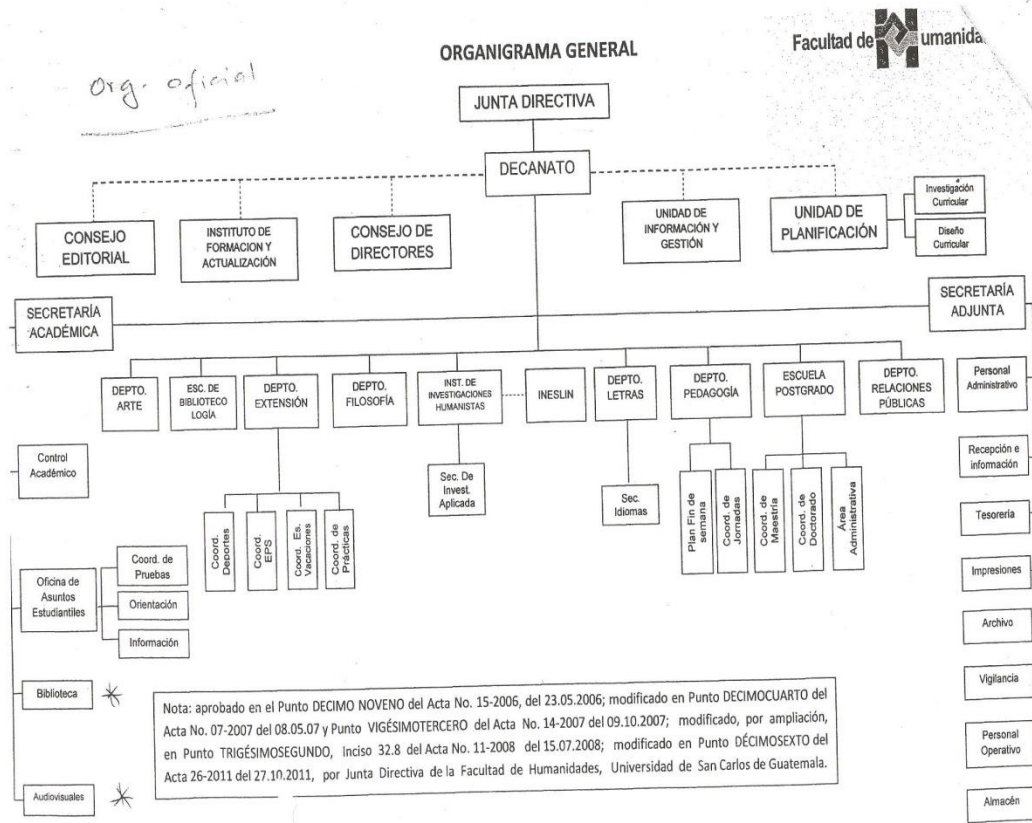 Facultad de Humanida
ORGANIGRAMA GENERAL
Org. oficial
JUNTA DIRECTIVA
DECANATO
CONSEJO
EDITORIAL
INSTITUTO DE
FORMACION Y
ACTUALIZACIÓN
CONSEJO DE
DIRECTORES
UNIDAD DE
INFORMACIÓN Y
GESTIÓN
UNIDAD DE
PLANIFICACIÓN
Investigación
Curricular
Diseño
Curricular
SECRETARÍA
ACADÉMICA
SECRETARÍA
ADJUNTA
DEPTO.
ARTE
ESC. DE
BIBLIOTECO
LOGÍA
DEPTO.
EXTENSIÓN
DEPTO.
FILOSOFÍA
INST. DE
INVESTIGACIONES
HUMANISTAS
INESLIN
DEPTO.
LETRAS
DEPTO.
PEDAGOGÍA
ESCUELA
POSTGRADO
DEPTO.
RELACIONES
PÚBLICAS
Personal
Administrativo
Control
Académico
Sec. De
Invest.
Aplicada
Sec.
Idiomas
Recepción e
información
Coord.
Deportes
Coord.
EPS
Coord. Es.
Vacaciones
Coord. de
Prácticas
Plan Fin de
semana
Coord. de
Jornadas
Coord. de
Maestría
Coord. de
Doctorado
Área
Administrativa
Tesorería
Oficina de
Asuntos
Estudiantiles
Coord. de
Pruebas
Orientación
Información
Impresiones
Archivo
Biblioteca
Vigilancia
Nota: aprobado en el Punto DECIMO NOVENO del Acta No. 15-2006, del 23.05.2006; modificado en Punto DECIMOCUARTO del
Acta No. 07-2007 del 08.05.07 y Punto VIGÉSIMOTERCERO del Acta No. 14-2007 del 09.10.2007; modificado, por ampliación,
en Punto TRIGÉSIMOSEGUNDO, Inciso 32.8 del Acta No. 11-2008 del 15.07.2008; modificado en Punto DÉCIMOSEXTO del
Acta 26-2011 del 27.10.2011, por Junta Directiva de la Facultad de Humanidades, Universidad de San Carlos de Guatemala.
Personal
Operativo
Audiovisuales
Almacén